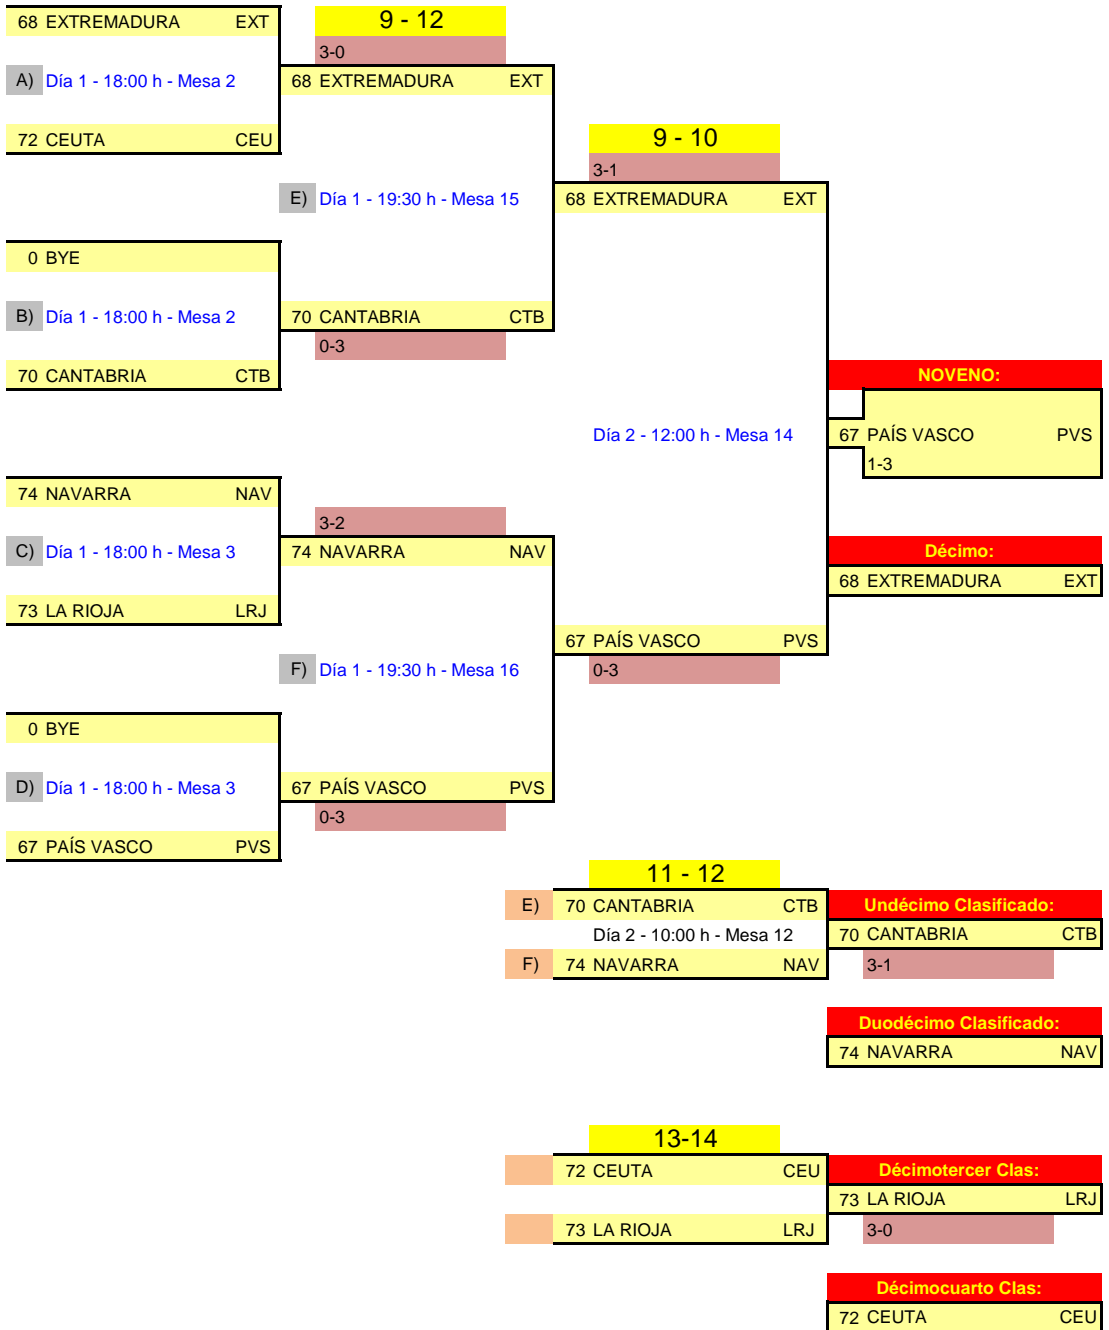 68 EXTREMADURA EXT
9 - 12
3-0
A) Día 1 - 18:00 h - Mesa 2
68 EXTREMADURA EXT
72 CEUTA CEU
9 - 10
3-1
E) Día 1 - 19:30 h - Mesa 15
68 EXTREMADURA EXT
0 BYE
B) Día 1 - 18:00 h - Mesa 2
70 CANTABRIA CTB
0-3
70 CANTABRIA CTB
NOVENO:
Día 2 - 12:00 h - Mesa 14
67 PAÍS VASCO PVS
1-3
74 NAVARRA NAV
3-2
C) Día 1 - 18:00 h - Mesa 3
74 NAVARRA NAV
Décimo:
68 EXTREMADURA EXT
73 LA RIOJA LRJ
67 PAÍS VASCO PVS
F) Día 1 - 19:30 h - Mesa 16
0-3
0 BYE
D) Día 1 - 18:00 h - Mesa 3
67 PAÍS VASCO PVS
0-3
67 PAÍS VASCO PVS
11 - 12
E) 70 CANTABRIA CTB
Undécimo Clasificado:
Día 2 - 10:00 h - Mesa 12
70 CANTABRIA CTB
F) 74 NAVARRA NAV
3-1
Duodécimo Clasificado:
74 NAVARRA NAV
13-14
72 CEUTA CEU
Décimotercer Clas:
73 LA RIOJA LRJ
73 LA RIOJA LRJ
3-0
Décimocuarto Clas:
72 CEUTA CEU